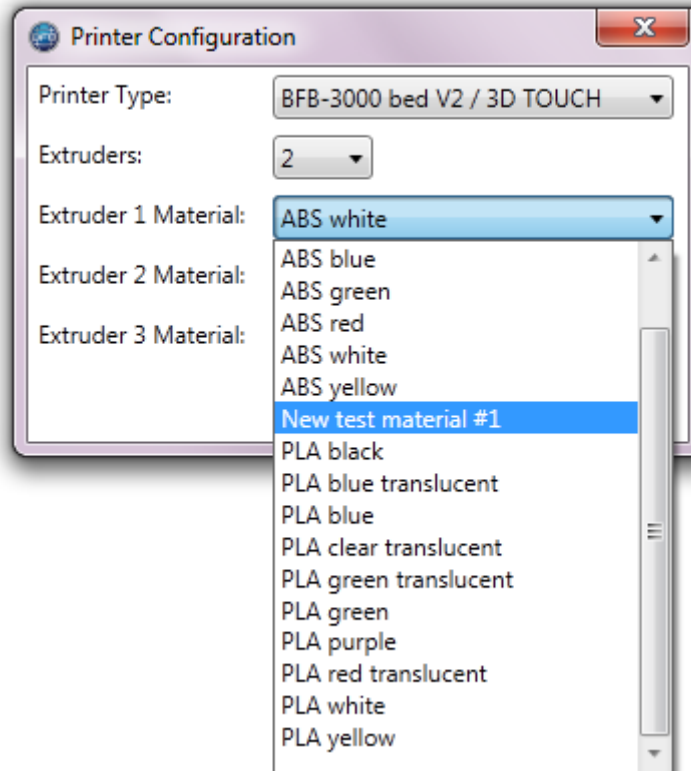 Printer Configuration
Printer Type:
BFB-3000 bed V2 / 3D TOUCH
Extruders:
2
Extruder 1 Material:
ABS white
Extruder 2 Material:
Extruder 3 Material:
ABS blue
ABS green
ABS red
ABS white
ABS yellow
New test material #1
PLA black
PLA blue translucent
PLA blue
PLA clear translucent
PLA green translucent
PLA green
PLA purple
PLA red translucent
PLA white
PLA yellow